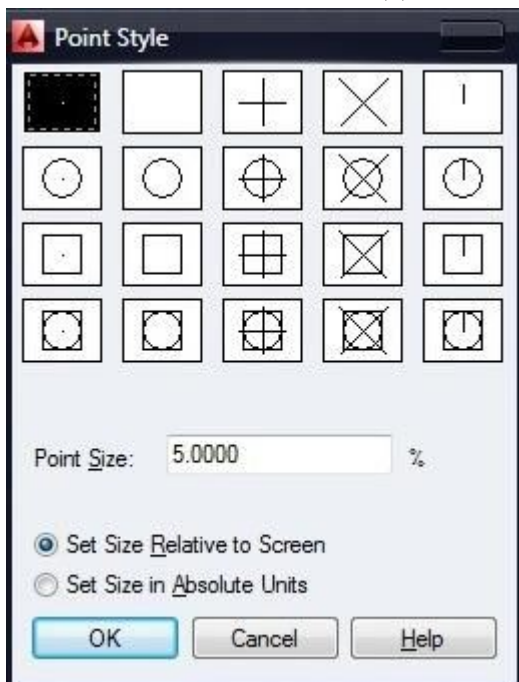 Point Style
Point Size: 5.0000 %
Set Size Relative to Screen
Set Size in Absolute Units
OK Cancel Help